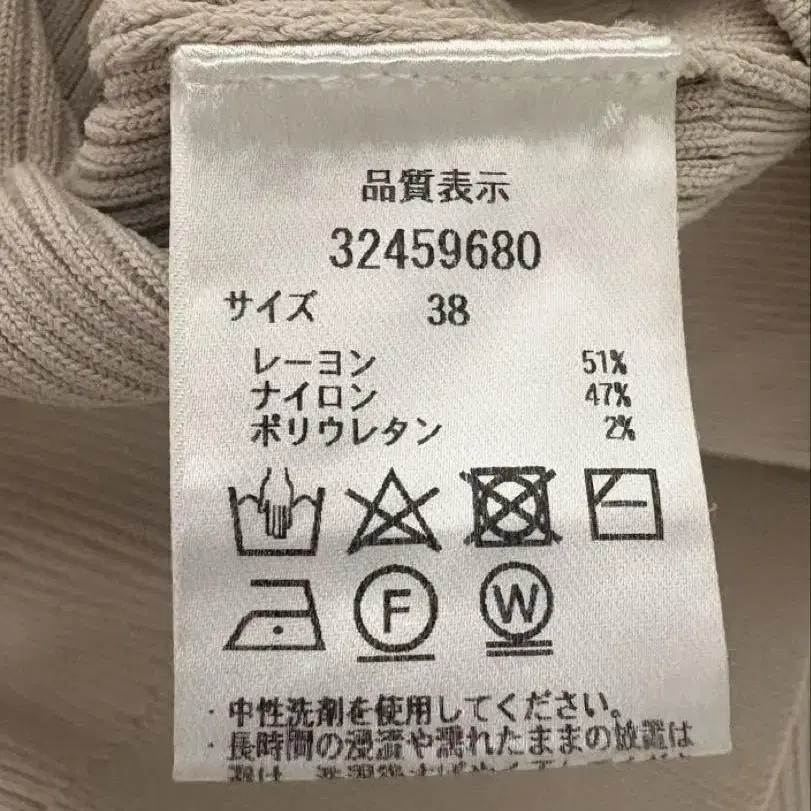 品質表示
32459680
サイズ 38
レーヨン 51%
ナイロン 47%
ポリウレタン 2%
F W
・中性洗剤を使用してください。
・長時間の浸漬や濡れたままの放置は